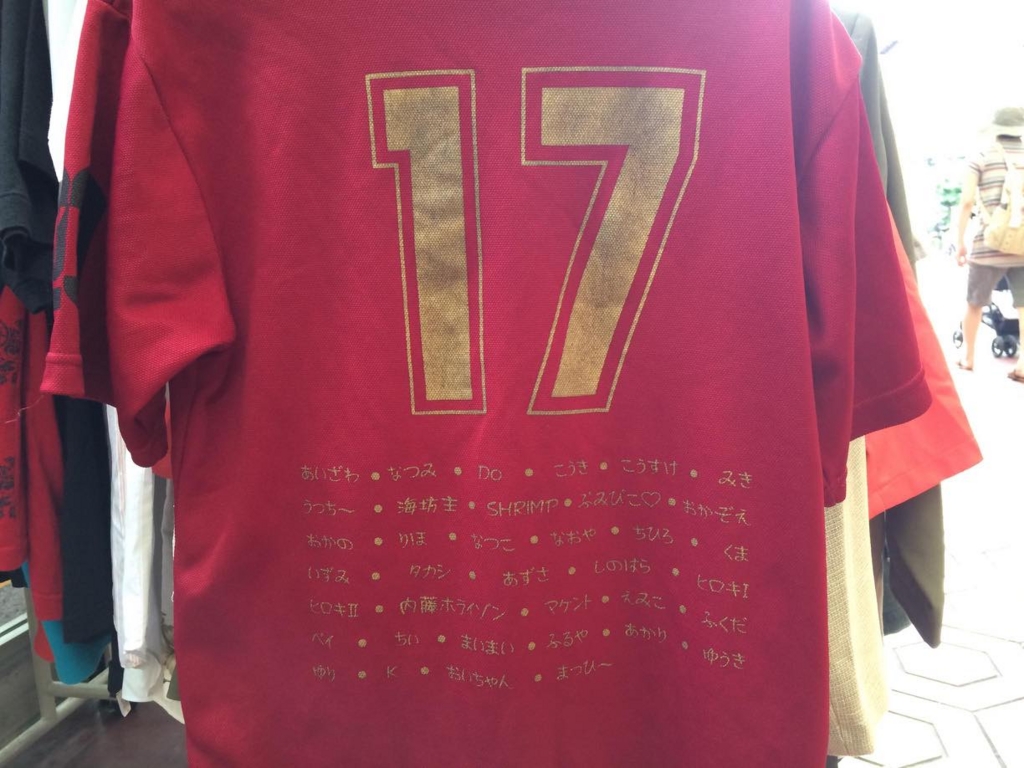 17
あいざわ ● なつみ ● DO ● こうき ● こうすけ ● みき
うっち〜 ● 海坊主 ● SHRIMP ● ふみぴこ♡ ● おかぞえ
おかの ● りほ ● なつこ ● なおや ● ちひろ ● くま
いずみ ● タカシ ● あずさ ● しのはら ● ヒロキI
ヒロキII ● 内藤ホライゾン ● マケント ● えみこ ● ふくだ
ペイ ● ちい ● まいまい ● ふるや ● あかり ● ゆうき
ゆり ● K ● おいちゃん ● まつひ〜